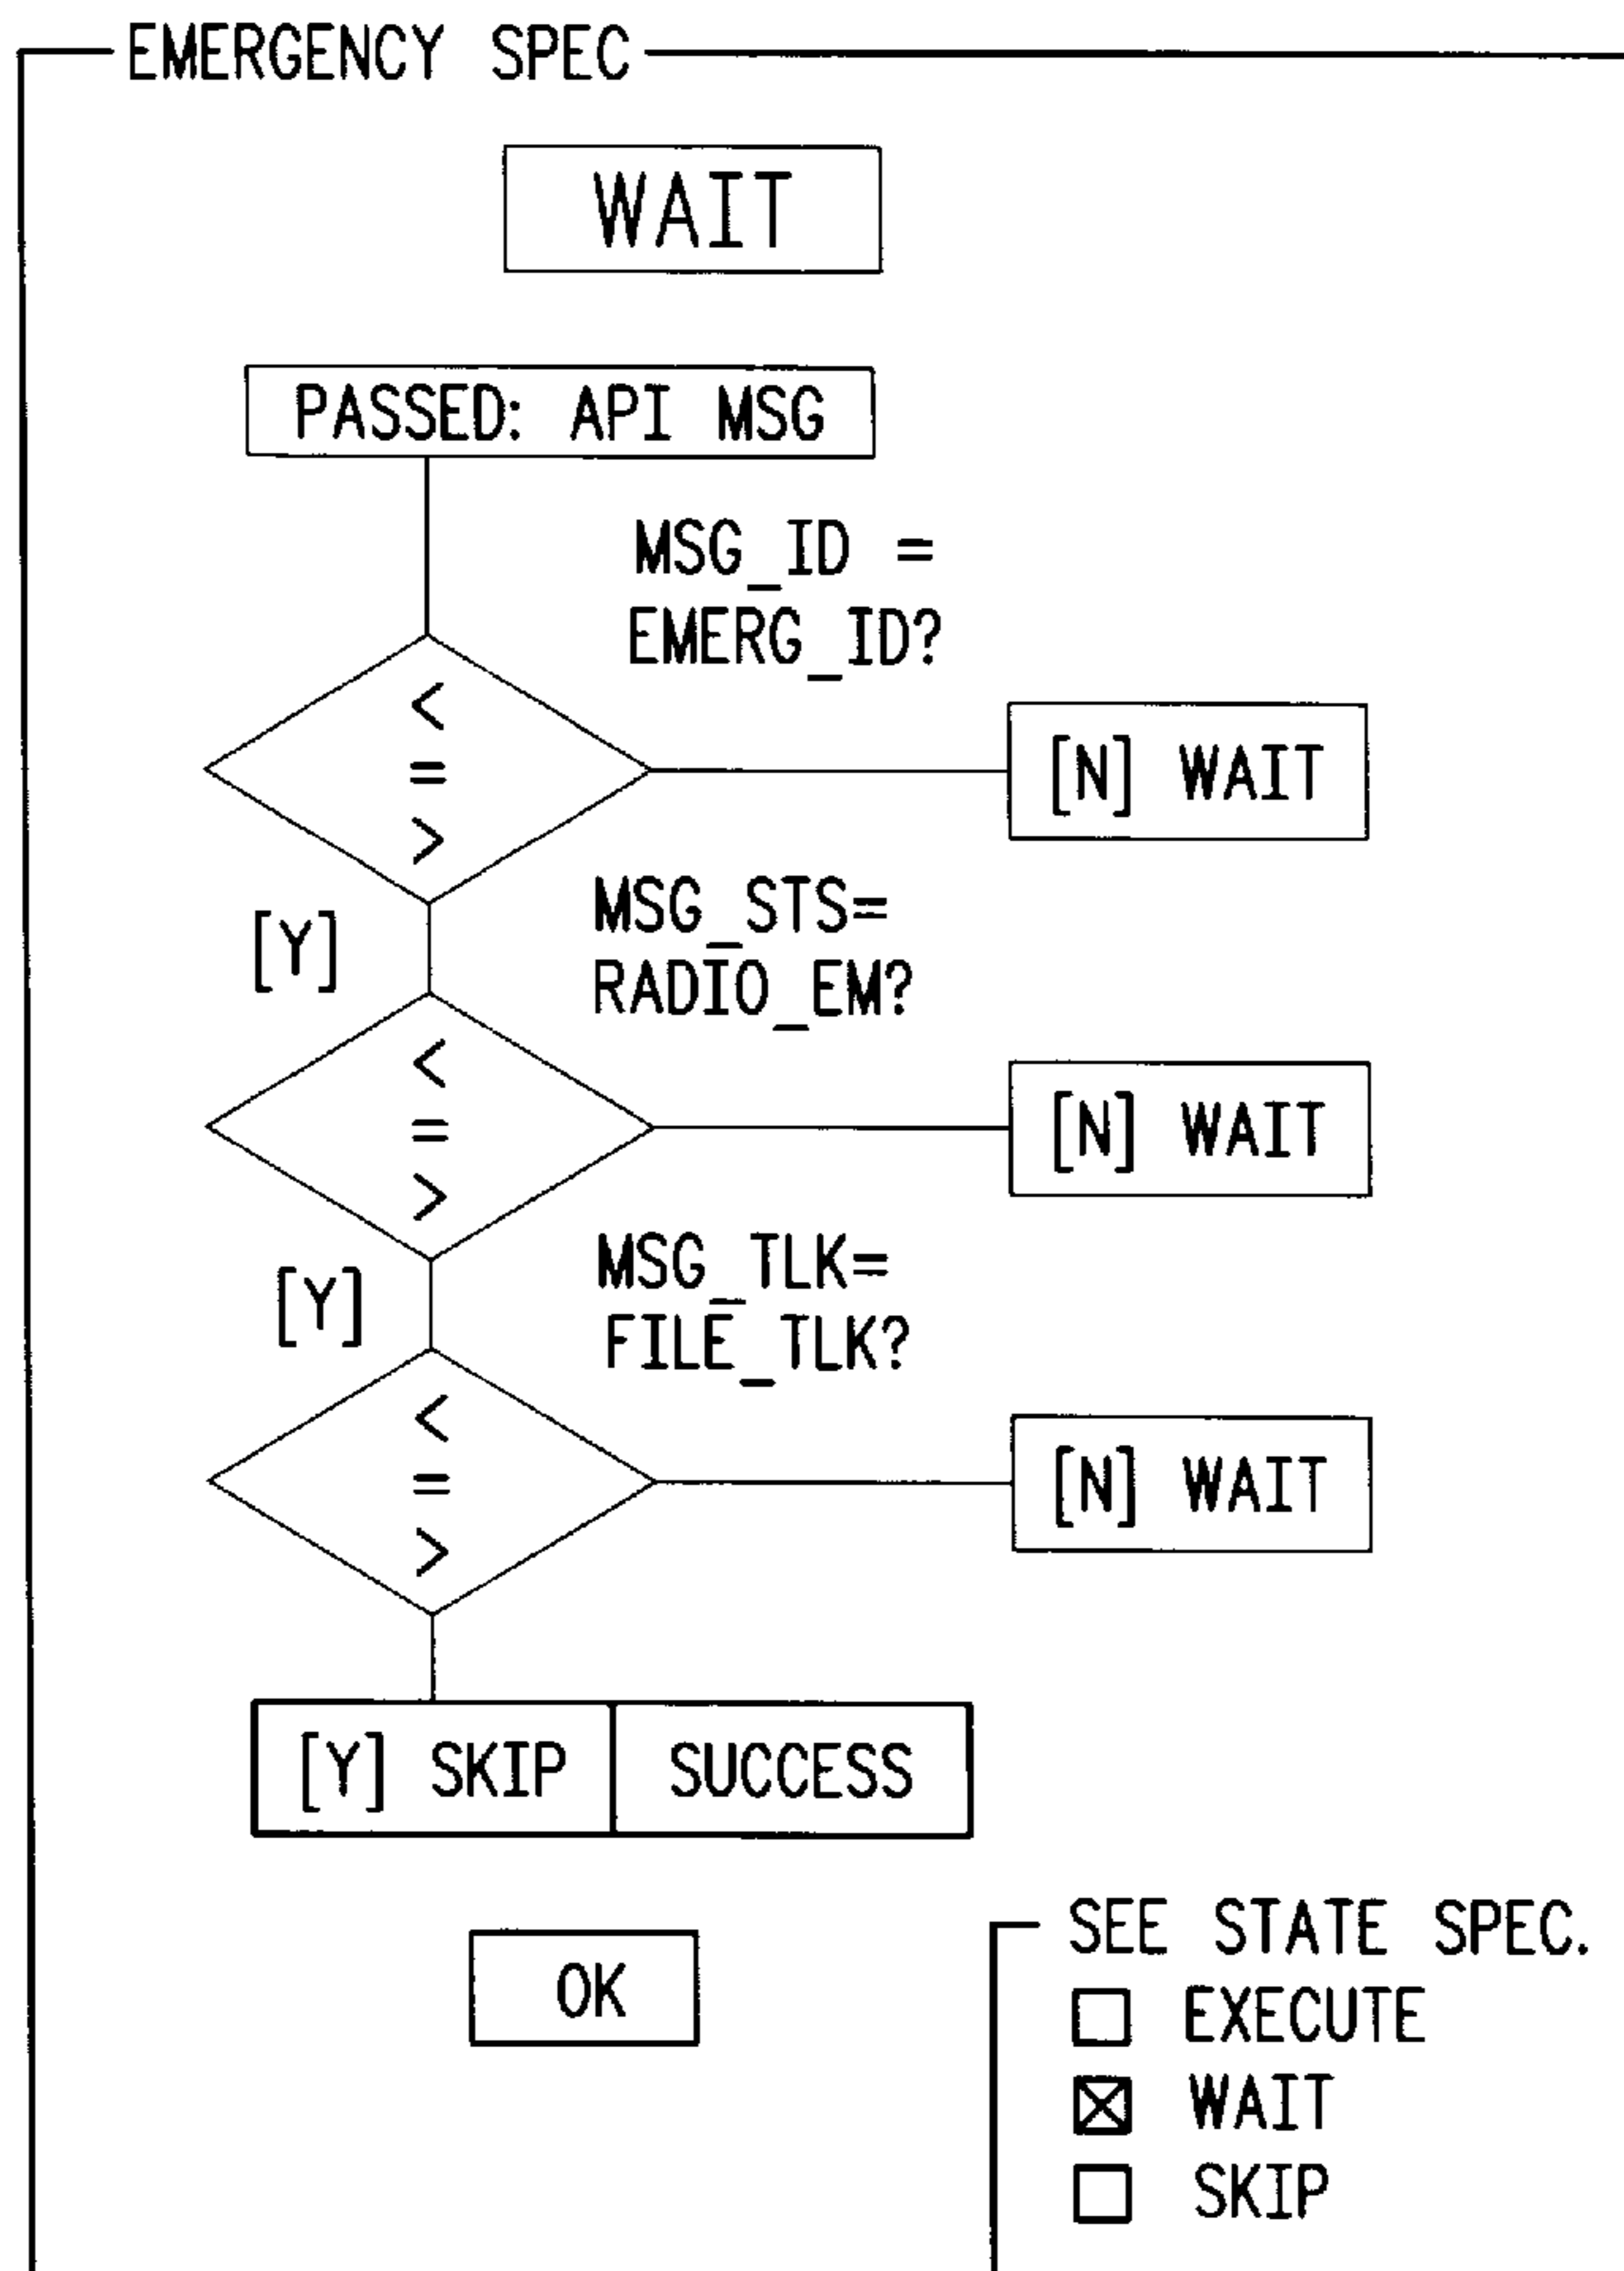 EMERGENCY SPEC
WAIT
PASSED: API MSG
MSG_ID =
EMERG_ID?
<
=
>
[N] WAIT
[Y]
MSG_STS=
RADIO_EM?
<
=
>
[N] WAIT
[Y]
MSG_TLK=
FILE_TLK?
<
=
>
[N] WAIT
[Y] SKIP
SUCCESS
OK
SEE STATE SPEC.
EXECUTE
WAIT
SKIP